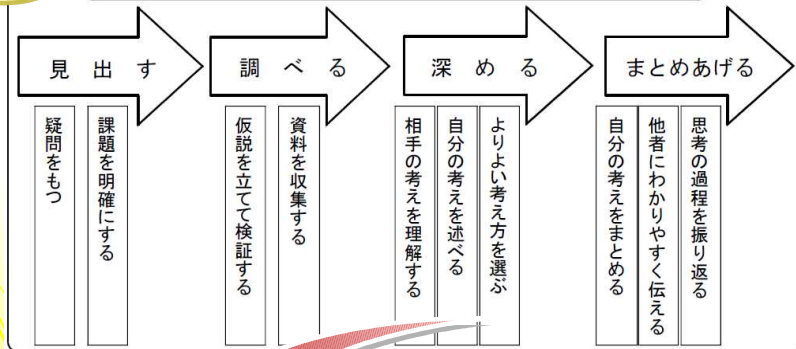 見出す
調べる
深める
まとめあげる
疑問をもつ
課題を明確にする
仮説を立てて検証する
資料を収集する
相手の考えを理解する
自分の考えを述べる
よりよい考え方を選ぶ
自分の考えをまとめる
他者にわかりやすく伝える
思考の過程を振り返る